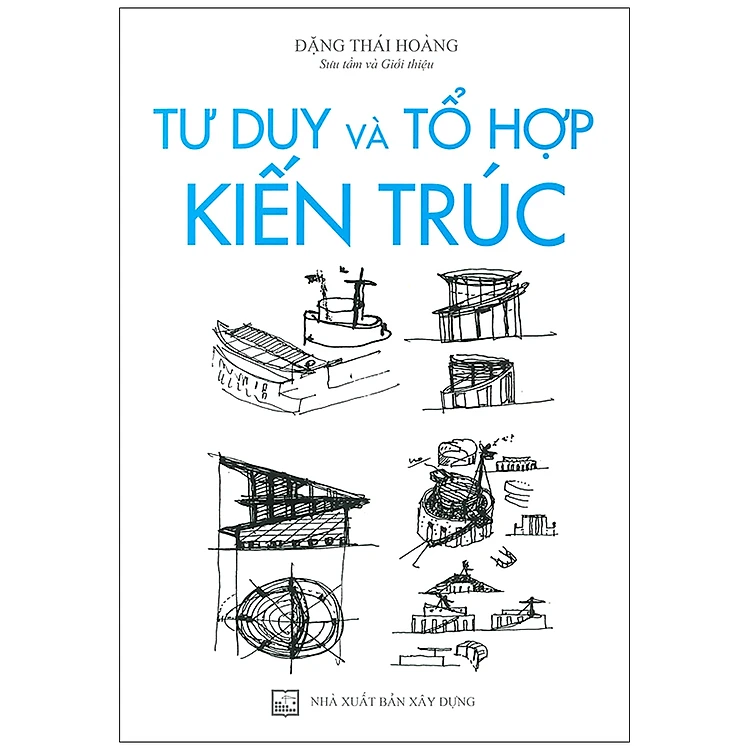 ĐẶNG THÁI HOÀNG
Sưu tầm và Giới thiệu
TƯ DUY VÀ TỔ HỢP
KIẾN TRÚC
NHÀ XUẤT BẢN XÂY DỰNG